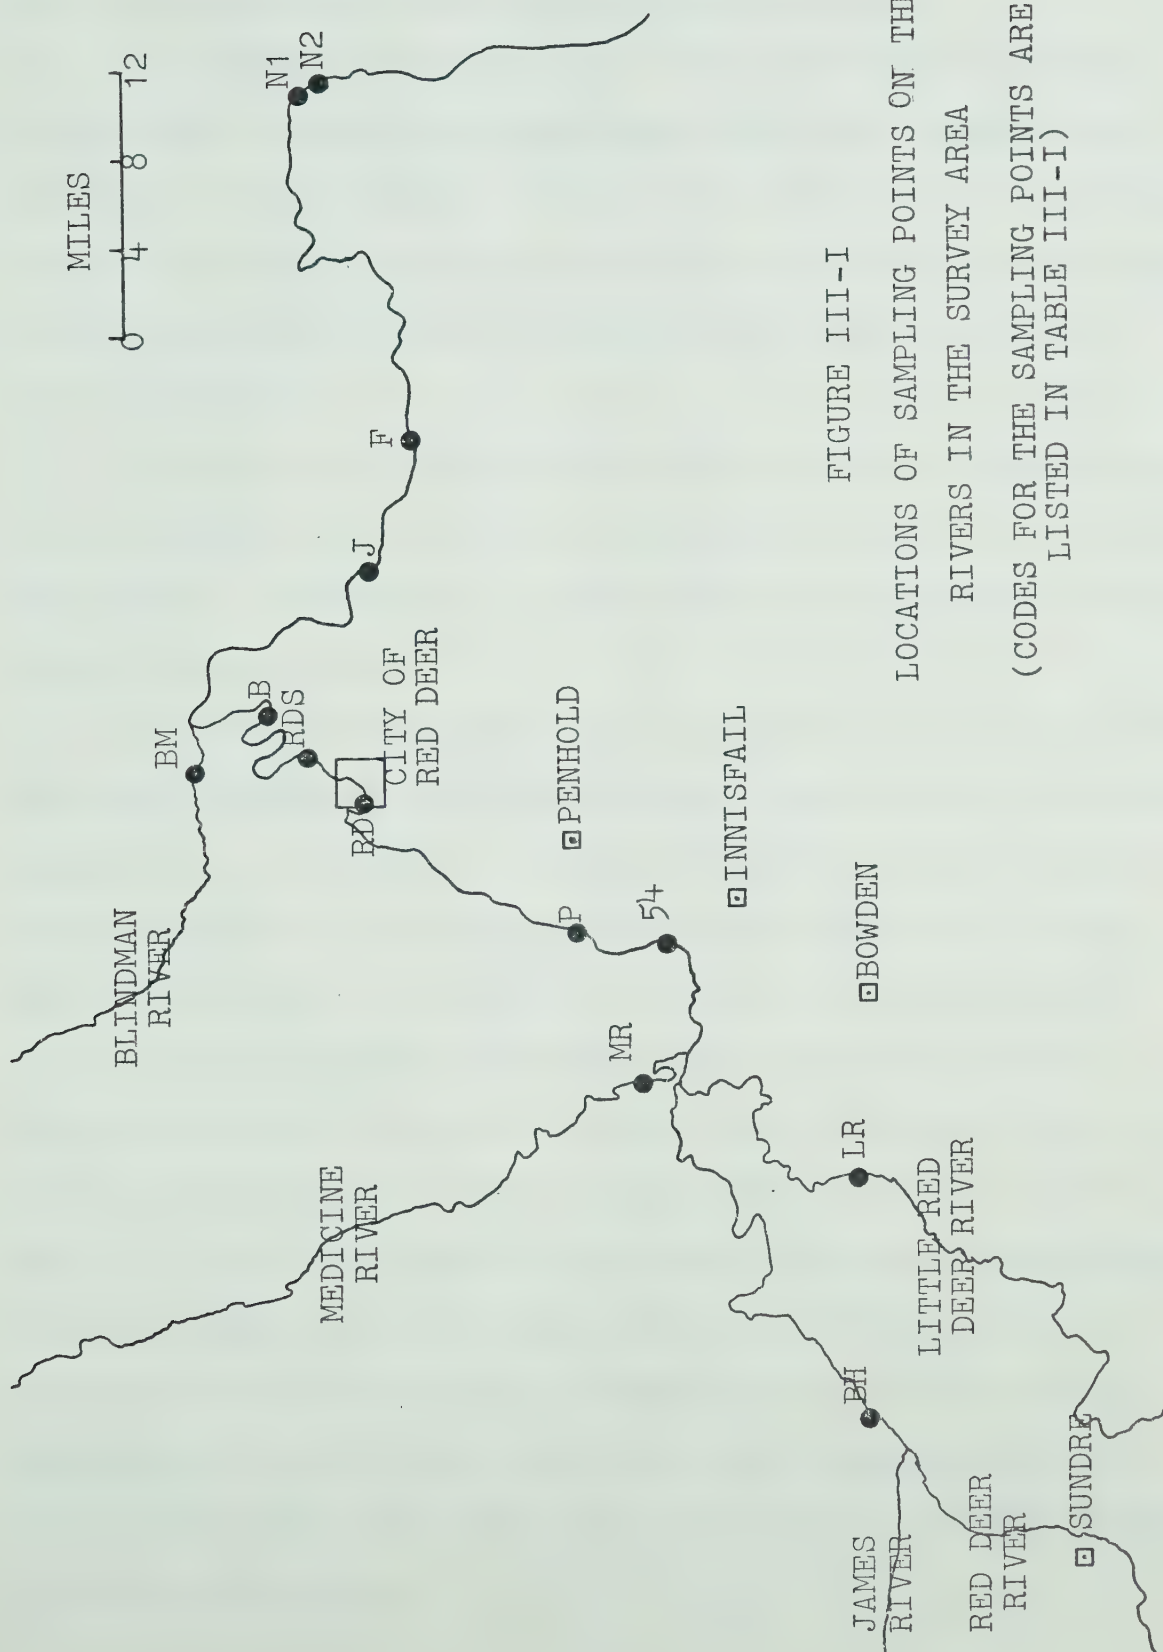 MILES
0 4 8 12
N1
N2
F
J
BM
B
RDS
CITY OF
RED DEER
RD
BLINDMAN
RIVER
PENHOLD
INNISFAIL
BOWDEN
P
54
MR
MEDICINE
RIVER
LR
LITTLE RED
DEER RIVER
BH
JAMES
RIVER
RED DEER
RIVER
SUNDRE
FIGURE III-I
LOCATIONS OF SAMPLING POINTS ON TH
RIVERS IN THE SURVEY AREA
(CODES FOR THE SAMPLING POINTS ARE
LISTED IN TABLE III-I)